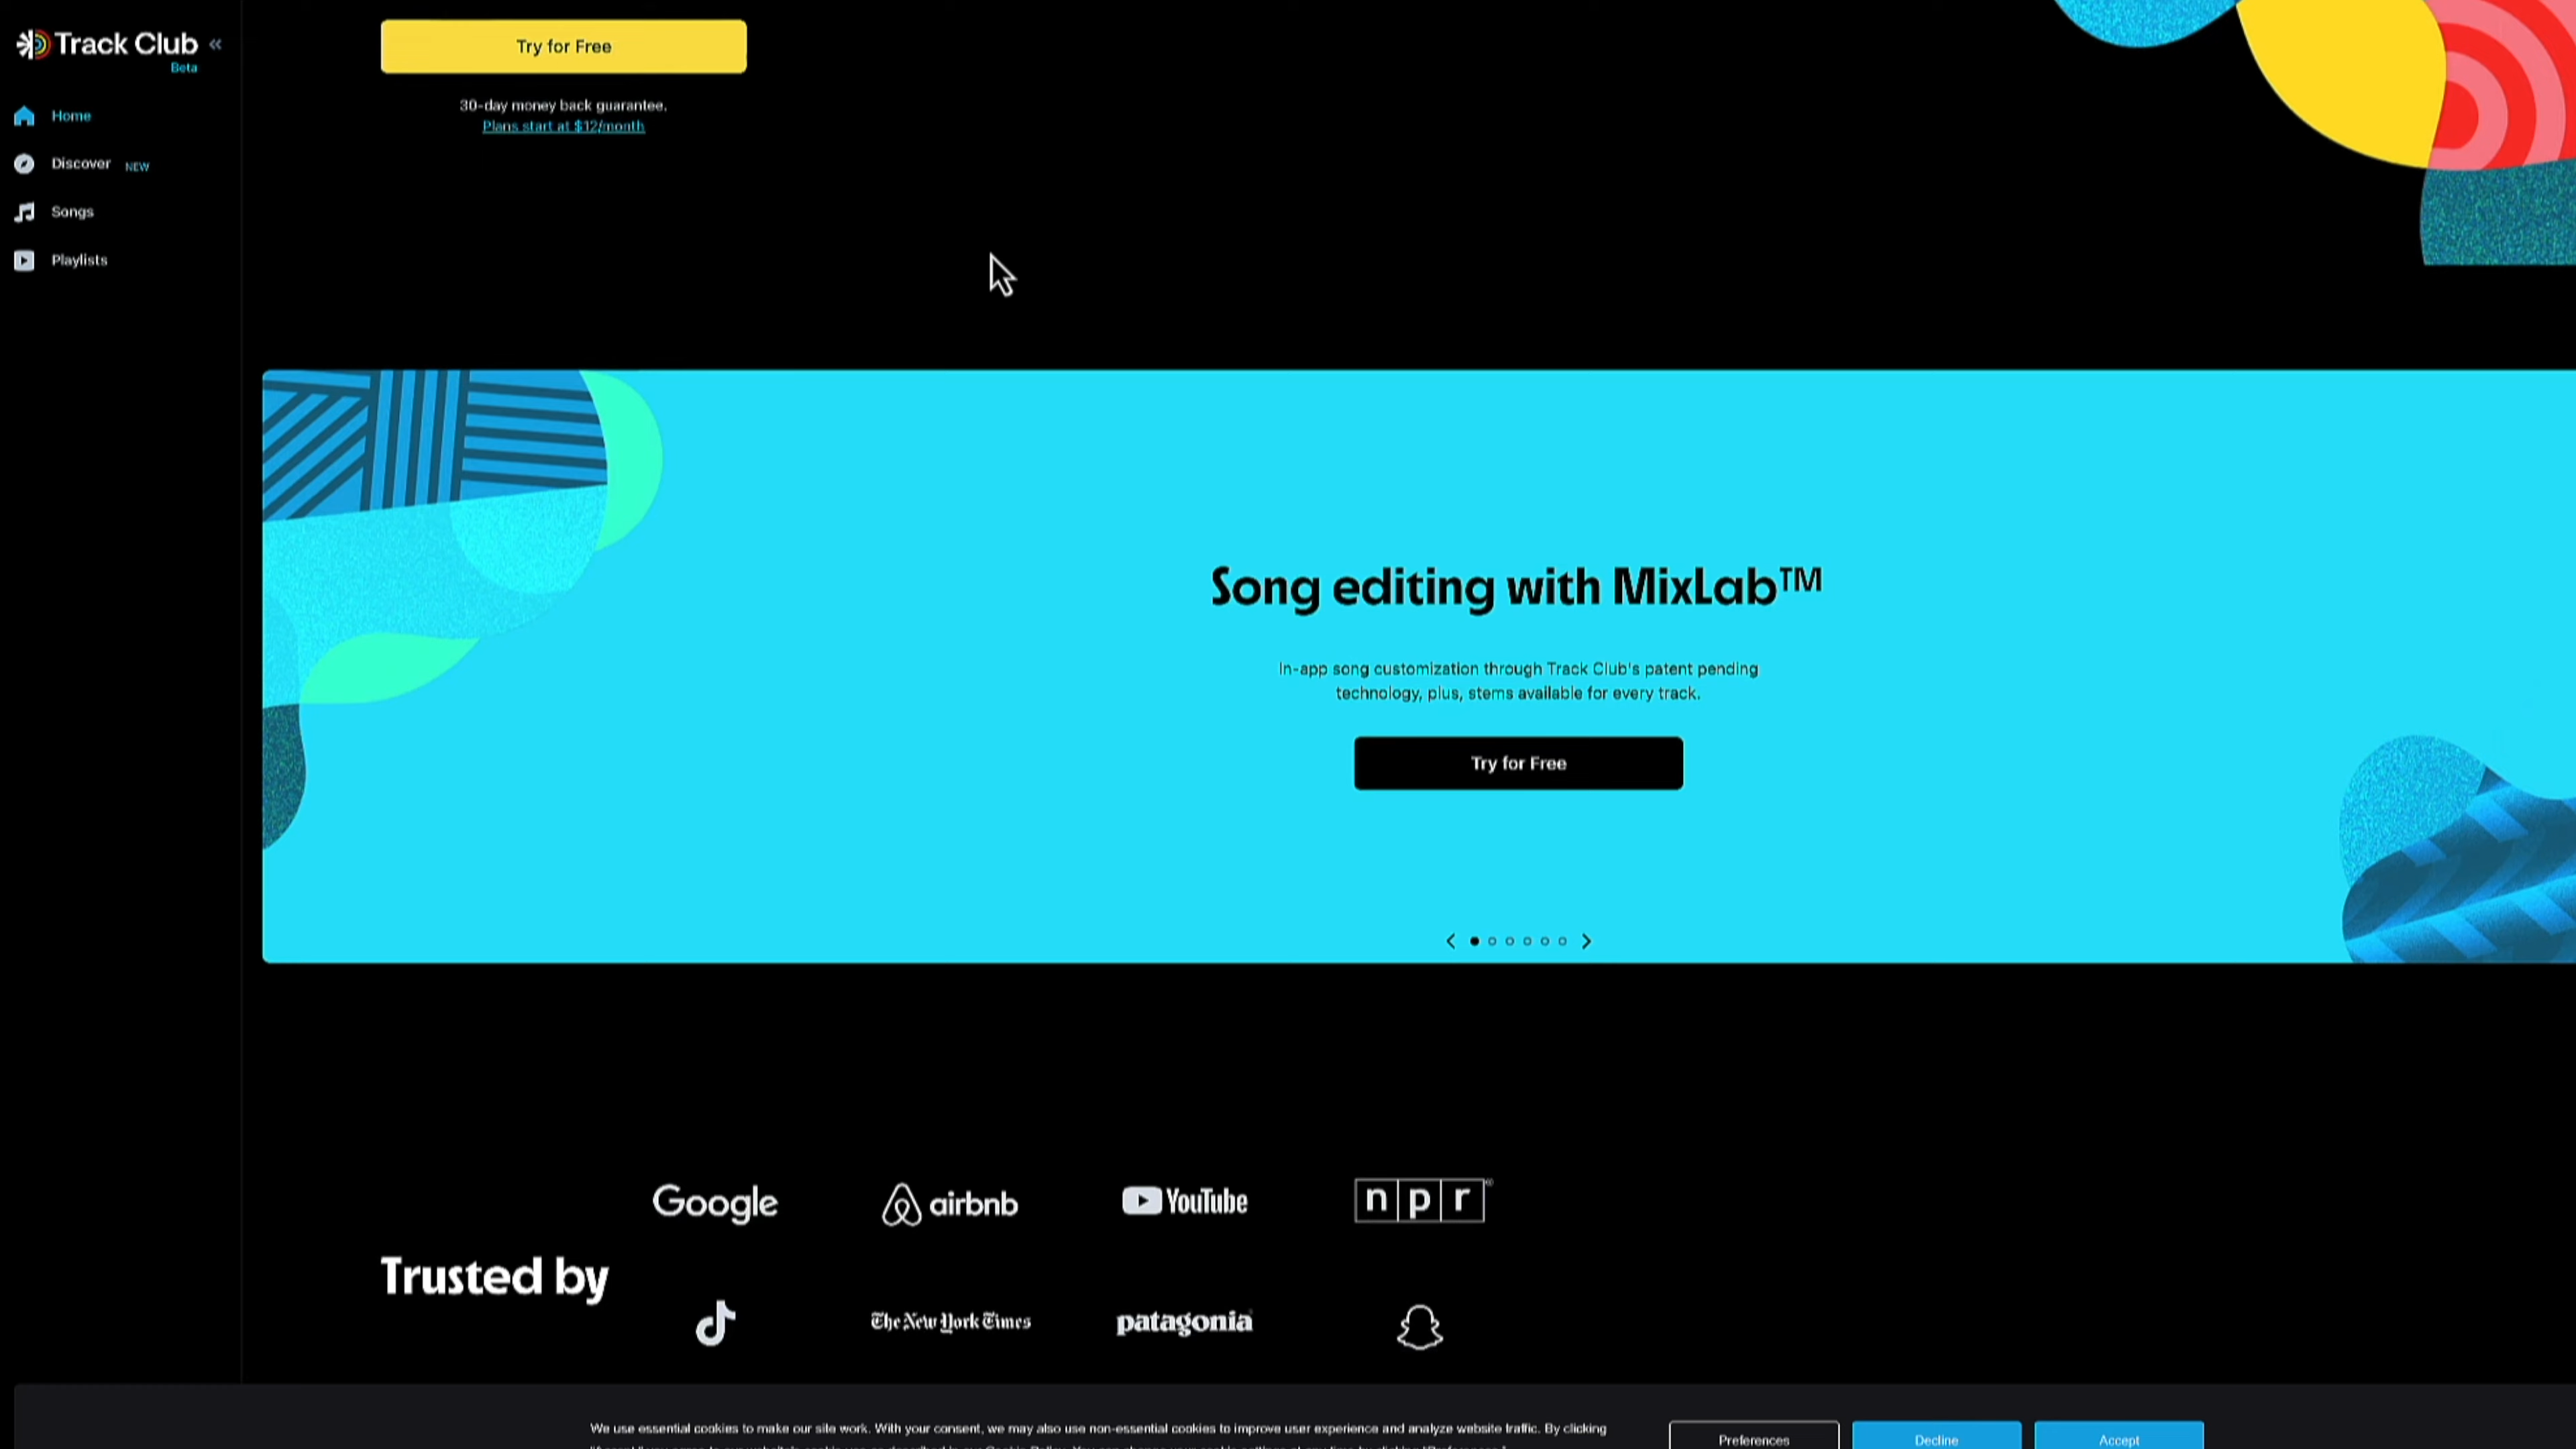 Track Club
Beta
Home
Discover NEW
Songs
Playlists
Try for Free
30-day money back guarantee.
Plans start at $12/month
Song editing with MixLab™
In-app song customization through Track Club's patent pending
technology, plus, stems available for every track.
Try for Free
Trusted by
Google
airbnb
YouTube
npr
The New York Times
patagonia
We use essential cookies to make our site work. With your consent, we may also use non-essential cookies to improve user experience and analyze website traffic. By clicking
Preferences
Decline
Accept